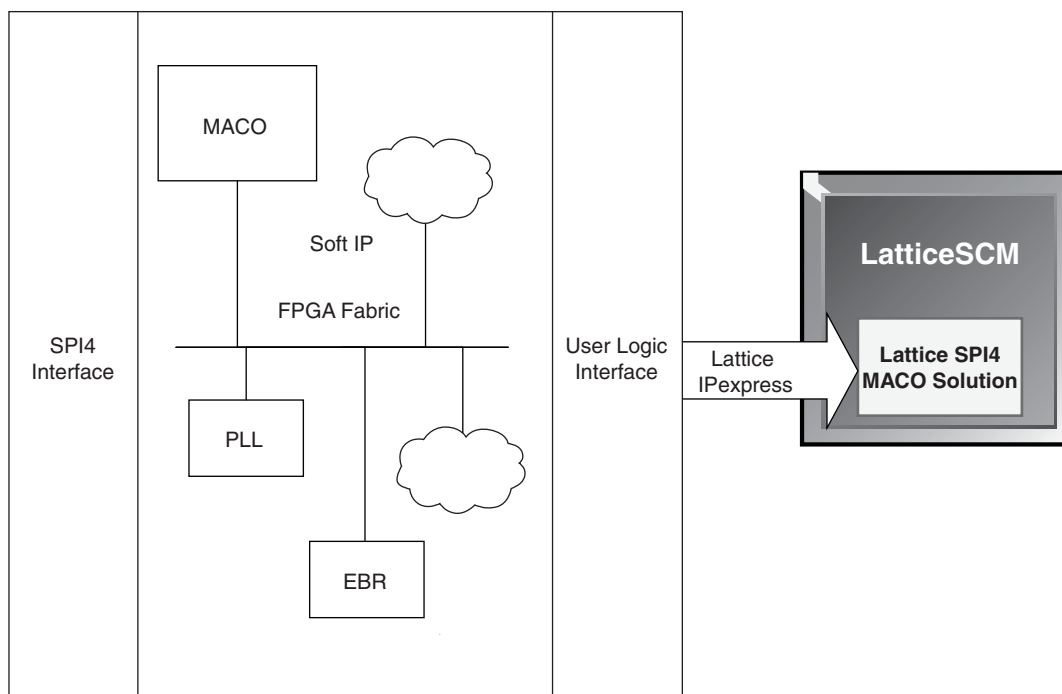 MACO
Soft IP
FPGA Fabric
SPI4
Interface
PLL
EBR
User Logic
Interface
Lattice
IPexpress
LatticeSCM
Lattice SPI4
MACO Solution